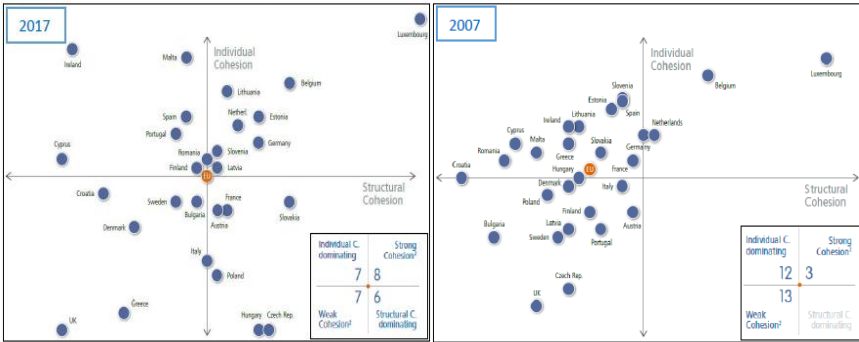 2017
Luxembourg
Individual
Cohesion
Ireland
Malta
Belgium
Lithuania
Spain
Netherl.
Estonia
Portugal
Germany
Cyprus
Romania
Slovenia
Finland
Latvia
EU
Structural
Cohesion
Croatia
Sweden
Bulgaria
France
Austria
Slovakia
Denmark
Italy
Poland
Greece
UK
Hungary
Czech Rep.
Individual C.
dominating
Strong
Cohesion²
7 8
7 6
Weak
Cohesion²
Structural C.
dominating
2007
Individual
Cohesion
Luxembourg
Belgium
Slovenia
Estonia
Spain
Ireland
Lithuania
Netherlands
Cyprus
Malta
Greece
Slovakia
Germany
Romania
Croatia
Hungary
EU
France
Structural
Cohesion
Denmark
Italy
Poland
Finland
Austria
Bulgaria
Latvia
Sweden
Portugal
Czech Rep.
UK
Individual C.
dominating
Strong
Cohesion²
12 3
13
Weak
Cohesion²
Structural C.
dominating